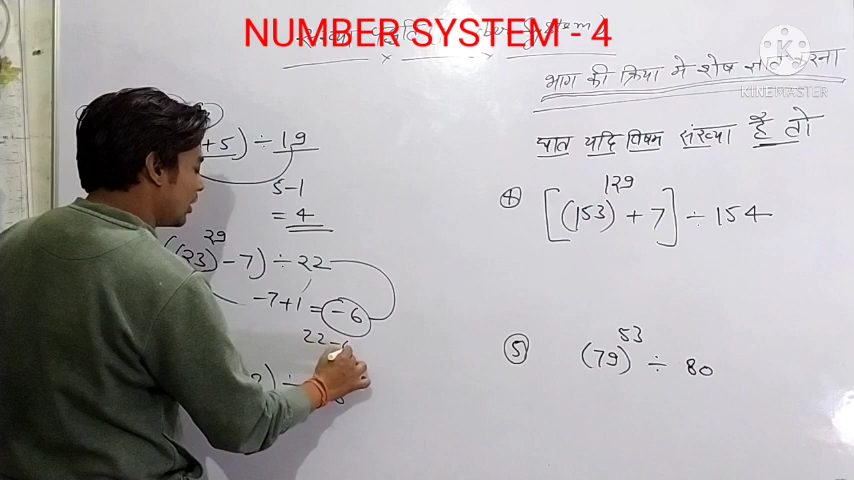 NUMBER SYSTEM - 4
भाग की क्रिया मे शेष ज्ञात करना
KINEMASTER
+ 5) ÷ 19
5-1
= 4
घात यदि विषम संख्या है तो
④ [(153)^129 + 7] ÷ 154
(23)^29 - 7) ÷ 22
-7+1 = -6
22-
⑤ (79)^53 ÷ 80